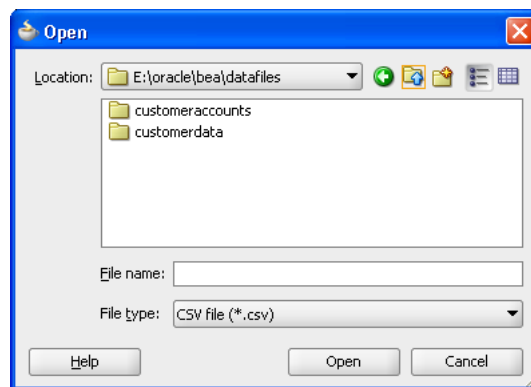 Open
Location: E:\oracle\bea\datafiles
customeraccounts
customerdata
File name:
File type: CSV file (*.csv)
Help Open Cancel